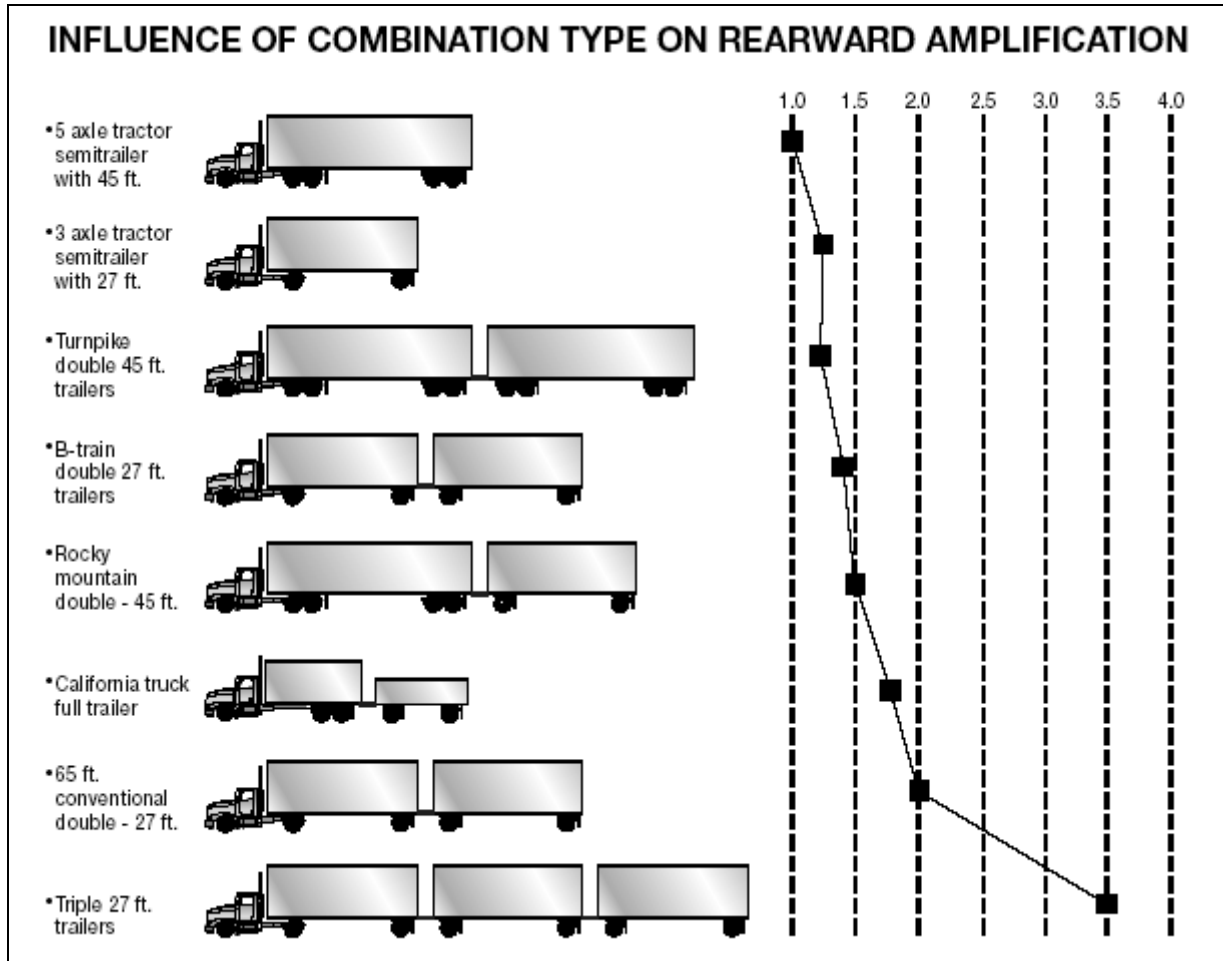 INFLUENCE OF COMBINATION TYPE ON REARWARD AMPLIFICATION
1.0 1.5 2.0 2.5 3.0 3.5 4.0
•5 axle tractor
semitrailer
with 45 ft.
•3 axle tractor
semitrailer
with 27 ft.
•Turnpike
double 45 ft.
trailers
•B-train
double 27 ft.
trailers
•Rocky
mountain
double - 45 ft.
•California truck
full trailer
•65 ft.
conventional
double - 27 ft.
•Triple 27 ft.
trailers